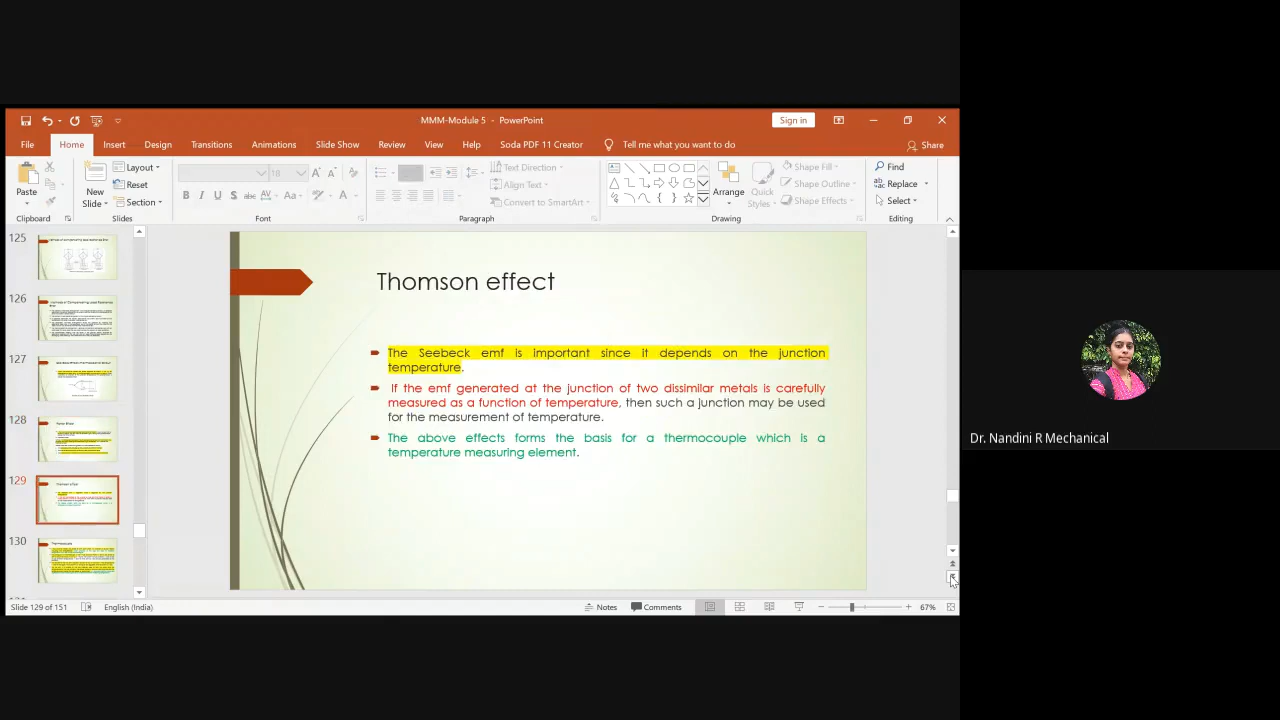 MMM-Module 5 - PowerPoint
Sign in
File Home Insert Design Transitions Animations Slide Show Review View Help Soda PDF 11 Creator Tell me what you want to do Share
Paste
New Slide
Layout
Reset
Section
18
B I U S abc AV Aa A
Text Direction
Align Text
Convert to SmartArt
Arrange
Quick Styles
Shape Fill
Shape Outline
Shape Effects
Find
Replace
Select
Clipboard Slides Font Paragraph Drawing Editing
125
126
127
128
129
130
Thomson effect
The Seebeck emf is important since it depends on the junction
temperature.
If the emf generated at the junction of two dissimilar metals is carefully
measured as a function of temperature, then such a junction may be used
for the measurement of temperature.
The above effects forms the basis for a thermocouple which is a
temperature measuring element.
Dr. Nandini R Mechanical
Slide 129 of 151 English (India) Notes Comments 67%